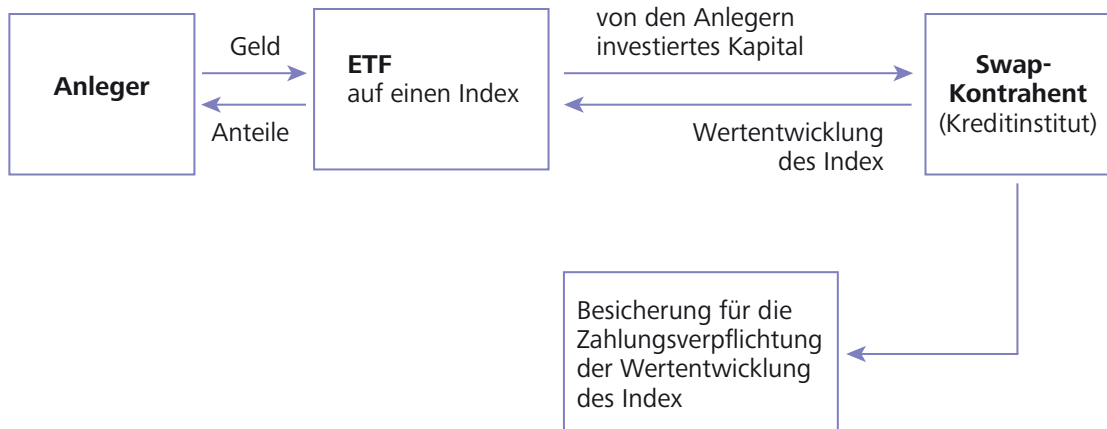 Anleger
Geld
Anteile
ETF
auf einen Index
von den Anlegern
investiertes Kapital
Wertentwicklung
des Index
Swap-
Kontrahent
(Kreditinstitut)
Besicherung für die
Zahlungsverpflichtung
der Wertentwicklung
des Index